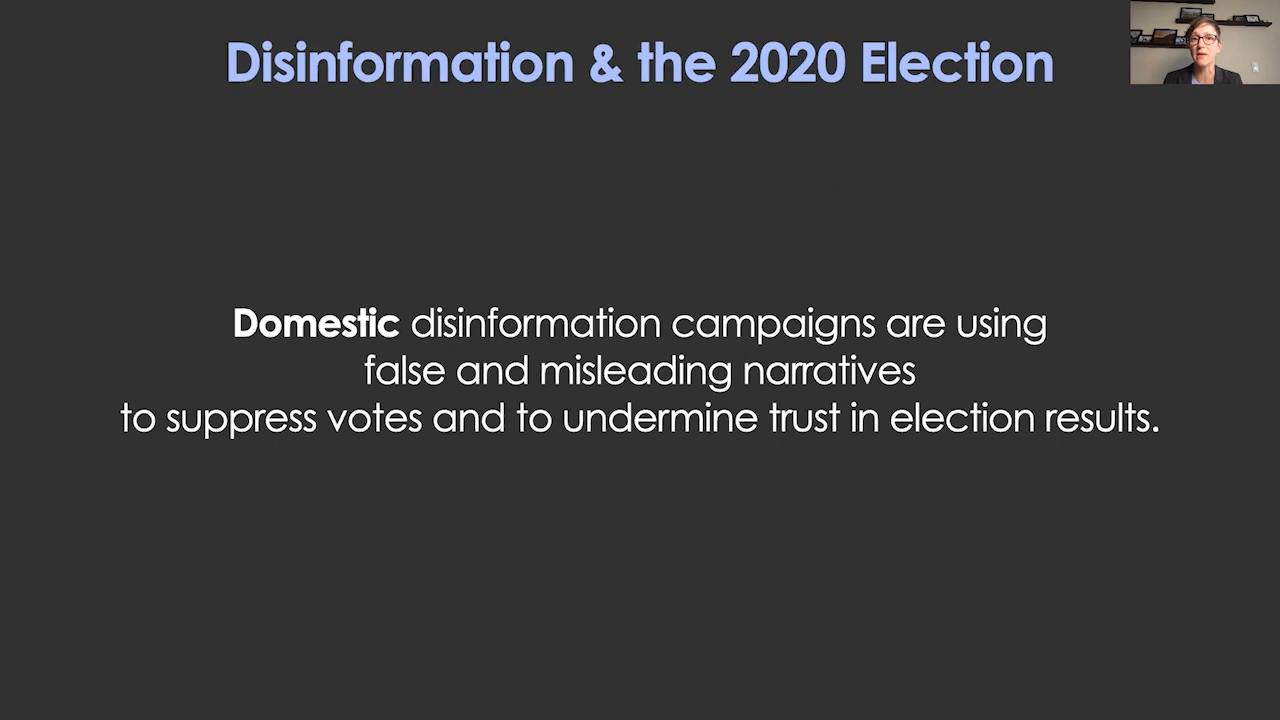 Disinformation & the 2020 Election
Domestic disinformation campaigns are using
false and misleading narratives
to suppress votes and to undermine trust in election results.